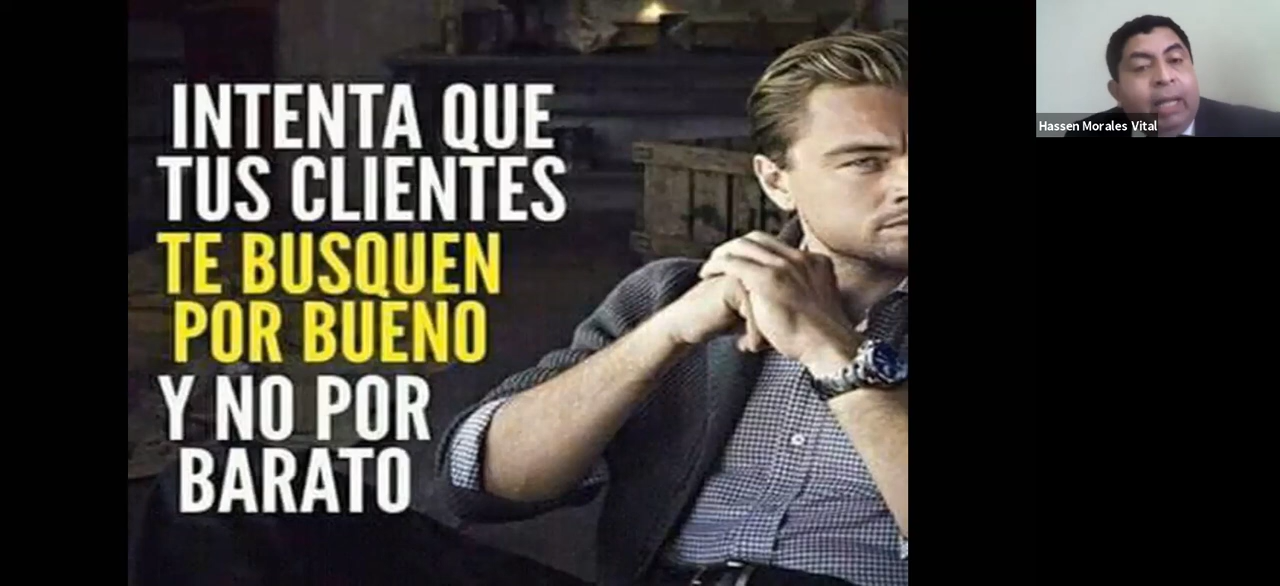 INTENTA QUE
TUS CLIENTES
TE BUSQUEN
POR BUENO
Y NO POR
BARATO
Hassen Morales Vital